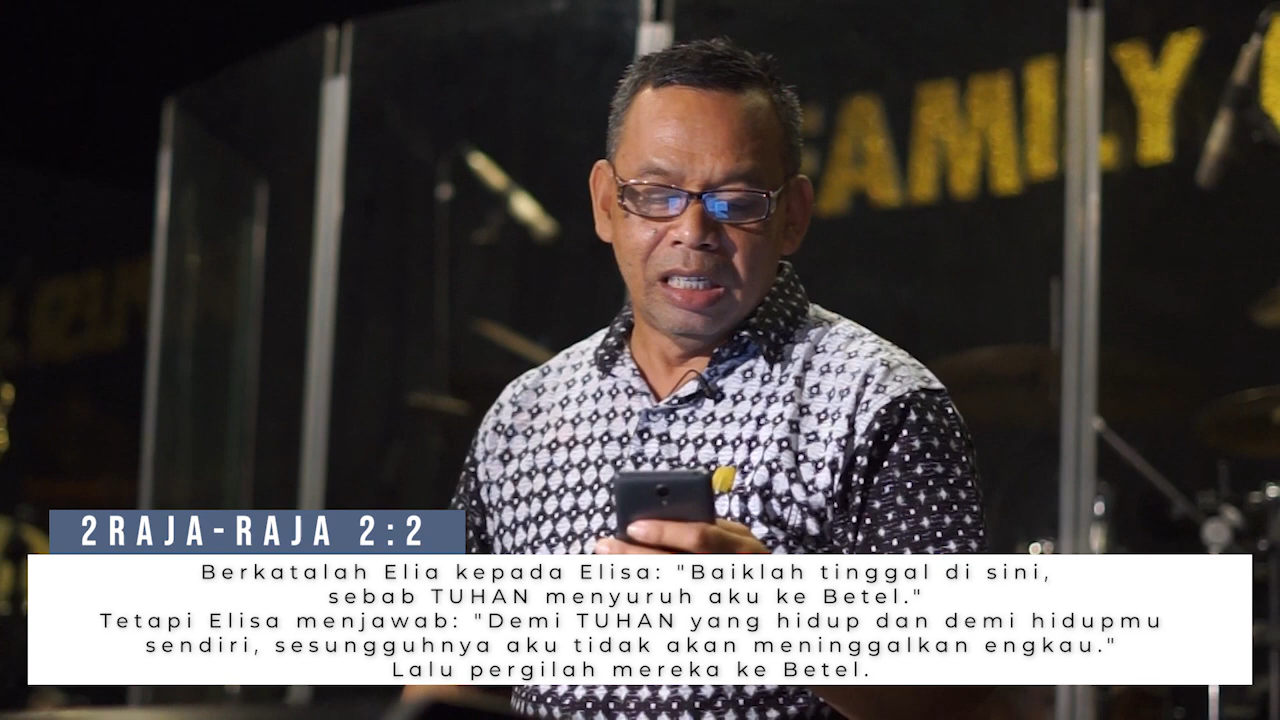 FAMILY
2RAJA-RAJA 2:2
Berkatalah Elia kepada Elisa: "Baiklah tinggal di sini,
sebab TUHAN menyuruh aku ke Betel."
Tetapi Elisa menjawab: "Demi TUHAN yang hidup dan demi hidupmu
sendiri, sesungguhnya aku tidak akan meninggalkan engkau."
Lalu pergilah mereka ke Betel.